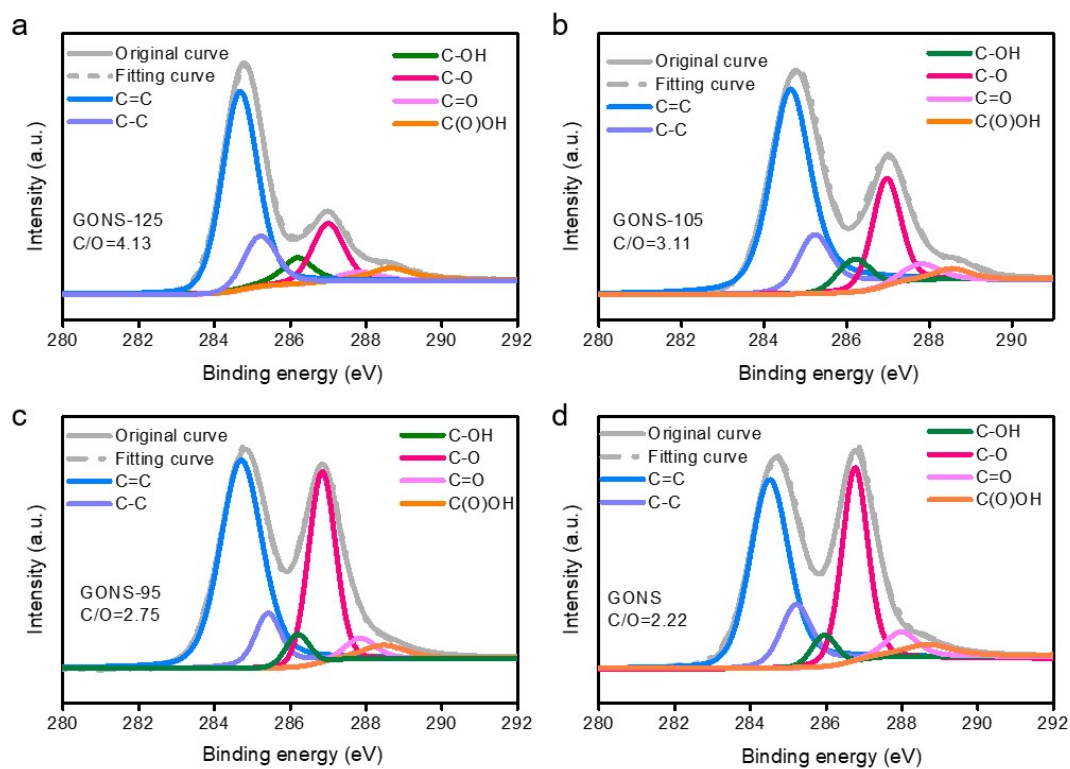 a
Original curve
Fitting curve
C=C
C-C
C-OH
C-O
C=O
C(O)OH
GONS-125
C/O=4.13
Intensity (a.u.)
280 282 284 286 288 290 292
Binding energy (eV)
b
Original curve
Fitting curve
C=C
C-C
C-OH
C-O
C=O
C(O)OH
GONS-105
C/O=3.11
Intensity (a.u.)
280 282 284 286 288 290
Binding energy (eV)
c
Original curve
Fitting curve
C=C
C-C
C-OH
C-O
C=O
C(O)OH
GONS-95
C/O=2.75
Intensity (a.u.)
280 282 284 286 288 290 292
Binding energy (eV)
d
Original curve
Fitting curve
C=C
C-C
C-OH
C-O
C=O
C(O)OH
GONS
C/O=2.22
Intensity (a.u.)
280 282 284 286 288 290 292
Binding energy (eV)